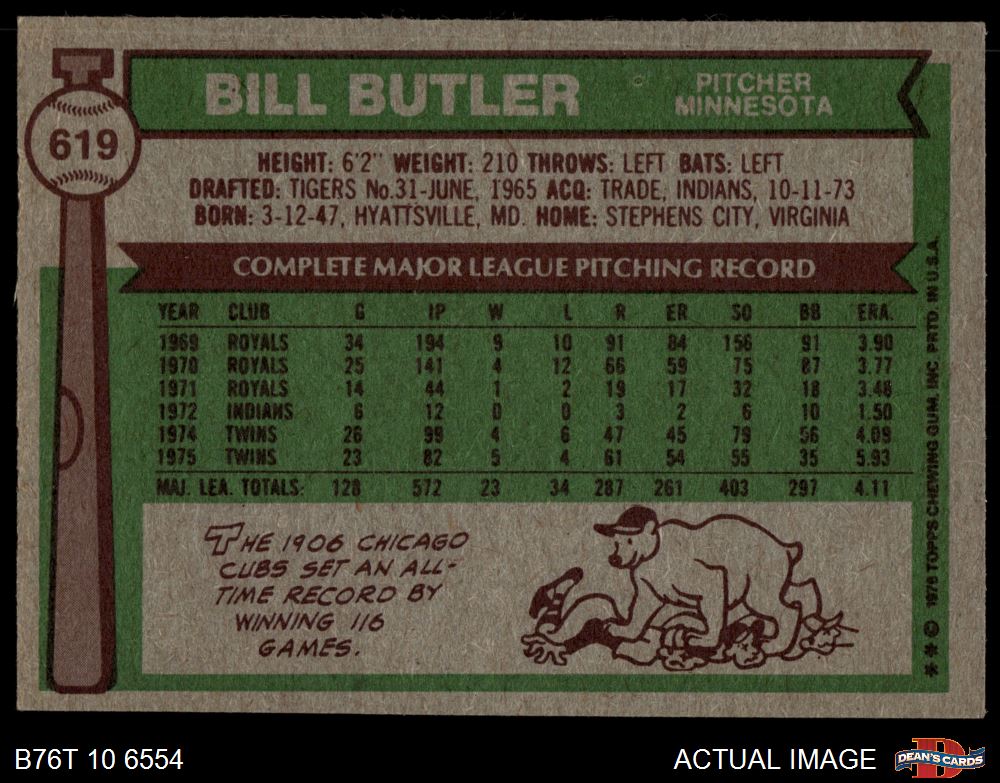 619
BILL BUTLER
PITCHER
MINNESOTA
HEIGHT: 6'2" WEIGHT: 210 THROWS: LEFT BATS: LEFT
DRAFTED: TIGERS No.31-JUNE, 1965 ACQ: TRADE, INDIANS, 10-11-73
BORN: 3-12-47, HYATTSVILLE, MD. HOME: STEPHENS CITY, VIRGINIA
COMPLETE MAJOR LEAGUE PITCHING RECORD
YEAR CLUB G IP W L R ER SO BB ERA.
1969 ROYALS 34 194 9 10 91 84 156 91 3.90
1970 ROYALS 25 141 4 12 66 59 75 87 3.77
1971 ROYALS 14 44 1 2 19 17 32 18 3.48
1972 INDIANS 6 12 0 0 3 2 6 10 1.50
1974 TWINS 26 99 4 6 47 45 79 56 4.09
1975 TWINS 23 82 5 4 61 54 55 35 5.93
MAJ. LEA. TOTALS: 128 572 23 34 287 261 403 297 4.11
THE 1906 CHICAGO
CUBS SET AN ALL-
TIME RECORD BY
WINNING 116
GAMES.
** © 1976 TOPPS CHEWING GUM, INC PRTD. IN U.S.A.
B76T 10 6554
ACTUAL IMAGE
D
DEAN'S CARDS